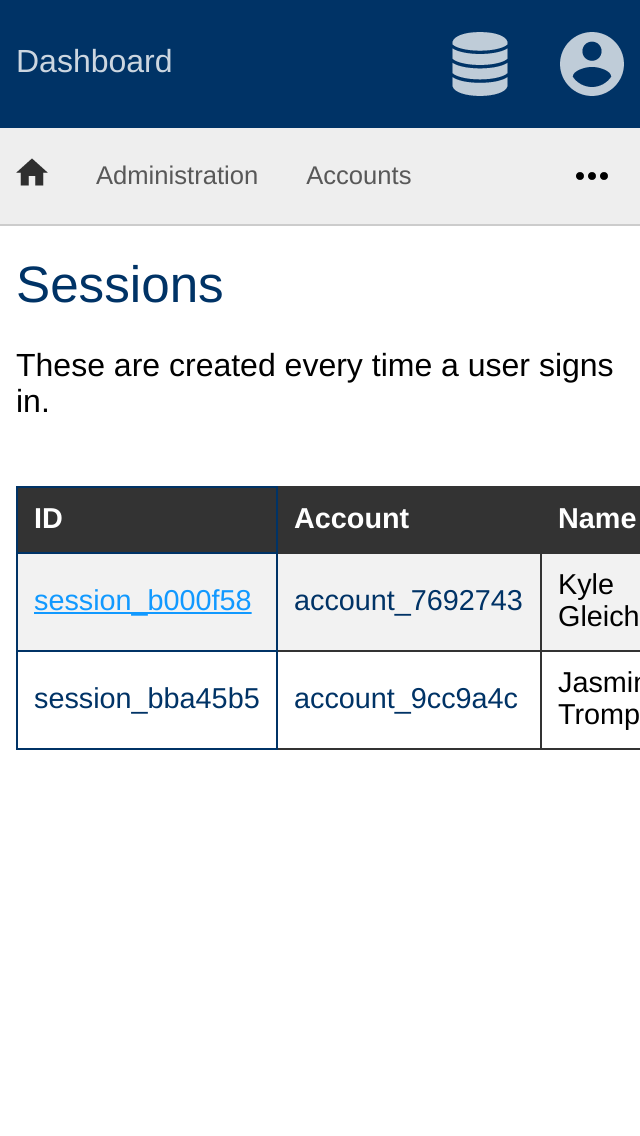 Dashboard
Administration Accounts
Sessions
These are created every time a user signs
in.
ID Account Name
session_b000f58 account_7692743 Kyle
Gleich
session_bba45b5 account_9cc9a4c Jasmin
Tromp